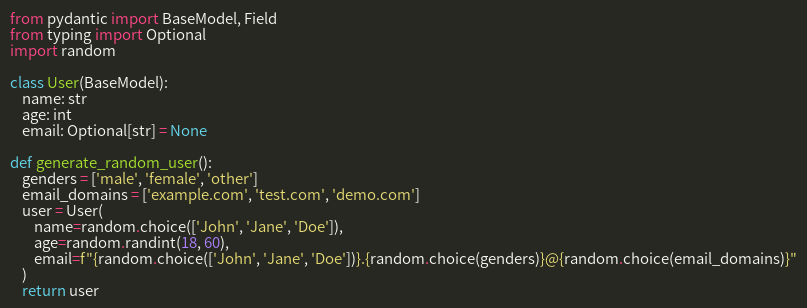 from pydantic import BaseModel, Field
from typing import Optional
import random

class User(BaseModel):
    name: str
    age: int
    email: Optional[str] = None

def generate_random_user():
    genders = ['male', 'female', 'other']
    email_domains = ['example.com', 'test.com', 'demo.com']
    user = User(
        name=random.choice(['John', 'Jane', 'Doe']),
        age=random.randint(18, 60),
        email=f"{random.choice(['John', 'Jane', 'Doe'])}.{random.choice(genders)}@{random.choice(email_domains)}"
    )
    return user